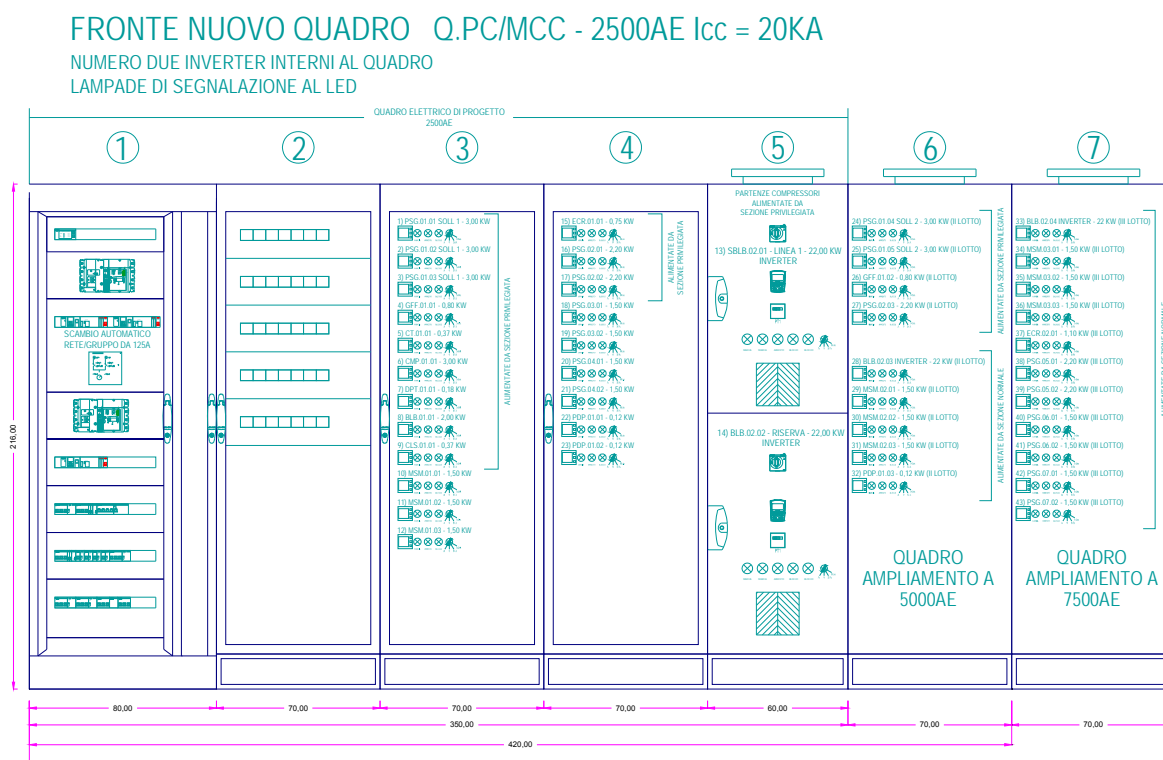 FRONTE NUOVO QUADRO Q.PC/MCC - 2500AE Icc = 20KA
NUMERO DUE INVERTER INTERNI AL QUADRO
LAMPADE DI SEGNALAZIONE AL LED
QUADRO ELETTRICO DI PROGETTO
2500AE
1
2
3
4
5
6
7
SCAMBIO AUTOMATICO
RETE/GRUPPO DA 125A
1) PSG.01.01 SOLL 1 - 3,00 KW
2) PSG.01.02 SOLL 1 - 3,00 KW
3) PSG.01.03 SOLL 1 - 3,00 KW
4) GFF.01.01 - 0,80 KW
5) CT.01.01 - 0,37 KW
6) CMP.01.01 - 3,00 KW
7) DPT.01.01 - 0,18 KW
8) BLB.01.01 - 2,00 KW
9) CLS.01.01 - 0,37 KW
10) MSM.01.01 - 1,50 KW
11) MSM.01.02 - 1,50 KW
12) MSM.01.03 - 1,50 KW
ALIMENTATE DA SEZIONE PRIVILEGIATA
15) ECR.01.01 - 0,75 KW
16) PSG.02.01 - 2,20 KW
17) PSG.02.02 - 2,20 KW
18) PSG.03.01 - 1,50 KW
19) PSG.03.02 - 1,50 KW
20) PSG.04.01 - 1,50 KW
21) PSG.04.02 - 1,50 KW
22) PDP.01.01 - 0,12 KW
23) PDP.01.02 - 0,12 KW
ALIMENTATE DA
SEZIONE PRIVILEGIATA
PARTENZE COMPRESSORI
ALIMENTATE DA
SEZIONE PRIVILEGIATA
13) SBLB.02.01 - LINEA 1 - 22,00 KW
INVERTER
14) BLB.02.02 - RISERVA - 22,00 KW
INVERTER
24) PSG.01.04 SOLL 2 - 3,00 KW (II LOTTO)
25) PSG.01.05 SOLL 2 - 3,00 KW (II LOTTO)
26) GFF.01.02 - 0,80 KW (II LOTTO)
27) PSG.02.03 - 2,20 KW (II LOTTO)
ALIMENTATE DA SEZIONE PRIVILEGIATA
28) BLB.02.03 INVERTER - 22 KW (II LOTTO)
29) MSM.02.01 - 1,50 KW (II LOTTO)
30) MSM.02.02 - 1,50 KW (II LOTTO)
31) MSM.02.03 - 1,50 KW (II LOTTO)
32) PDP.01.03 - 0,12 KW (II LOTTO)
ALIMENTATE DA SEZIONE NORMALE
QUADRO
AMPLIAMENTO A
5000AE
33) BLB.02.04 INVERTER - 22 KW (III LOTTO)
34) MSM.03.01 - 1,50 KW (III LOTTO)
35) MSM.03.02 - 1,50 KW (III LOTTO)
36) MSM.03.03 - 1,50 KW (III LOTTO)
37) ECR.02.01 - 1,10 KW (III LOTTO)
38) PSG.05.01 - 2,20 KW (III LOTTO)
39) PSG.05.02 - 2,20 KW (III LOTTO)
40) PSG.06.01 - 1,50 KW (III LOTTO)
41) PSG.06.02 - 1,50 KW (III LOTTO)
42) PSG.07.01 - 1,50 KW (III LOTTO)
43) PSG.07.02 - 1,50 KW (III LOTTO)
QUADRO
AMPLIAMENTO A
7500AE
216,00
80,00
70,00
70,00
70,00
60,00
350,00
70,00
70,00
420,00